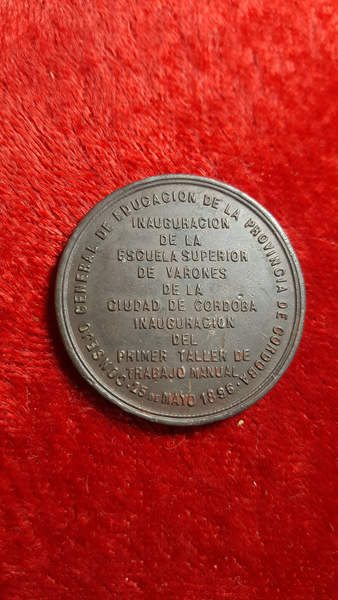 CONSEJO GENERAL DE EDUCACION DE LA PROVINCIA DE CORDOBA
INAUGURACION
DE LA
ESCUELA SUPERIOR
DE VARONES
DE LA
CIUDAD DE CORDOBA
INAUGURACION
DEL
PRIMER TALLER DE
TRABAJO MANUAL
·25 DE MAYO 1896·